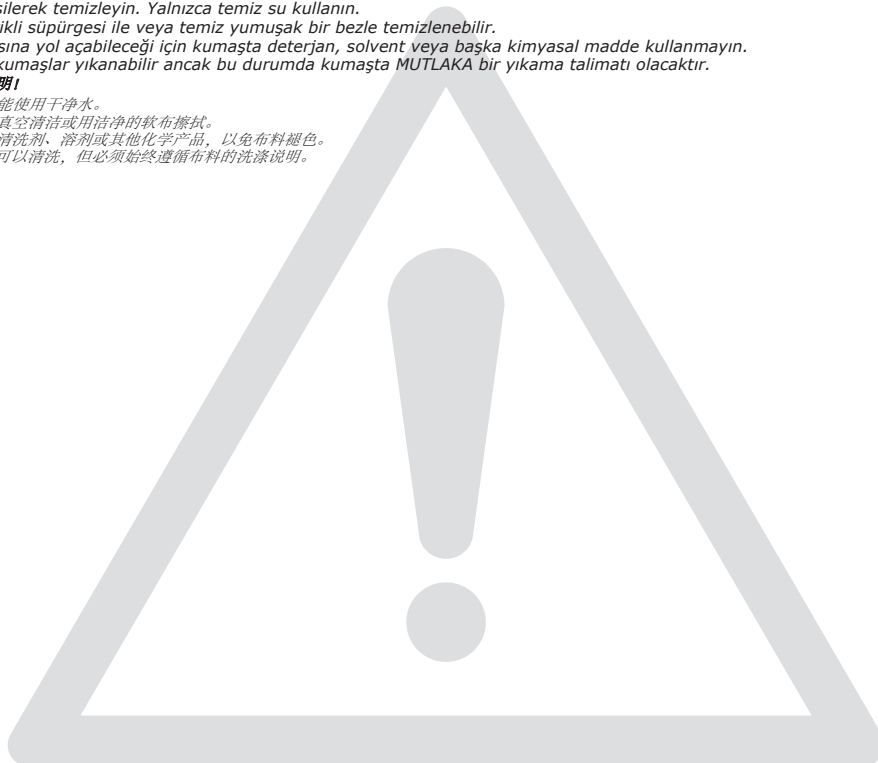 silerek temizleyin. Yalnızca temiz su kullanın.
rikli süpürgesi ile veya temiz yumuşak bir bezle temizlenebilir.
asına yol açabileceği için kumaşta deterjan, solvent veya başka kimyasal madde kullanmayın.
kumaşlar yıkanabilir ancak bu durumda kumaşta MUTLAKA bir yıkama talimatı olacaktır.
明!
能使用干净水。
真空清洁或用洁净的软布擦拭。
清洗剂、溶剂或其他化学产品，以免布料褪色。
可以清洗，但必须始终遵循布料的洗涤说明。